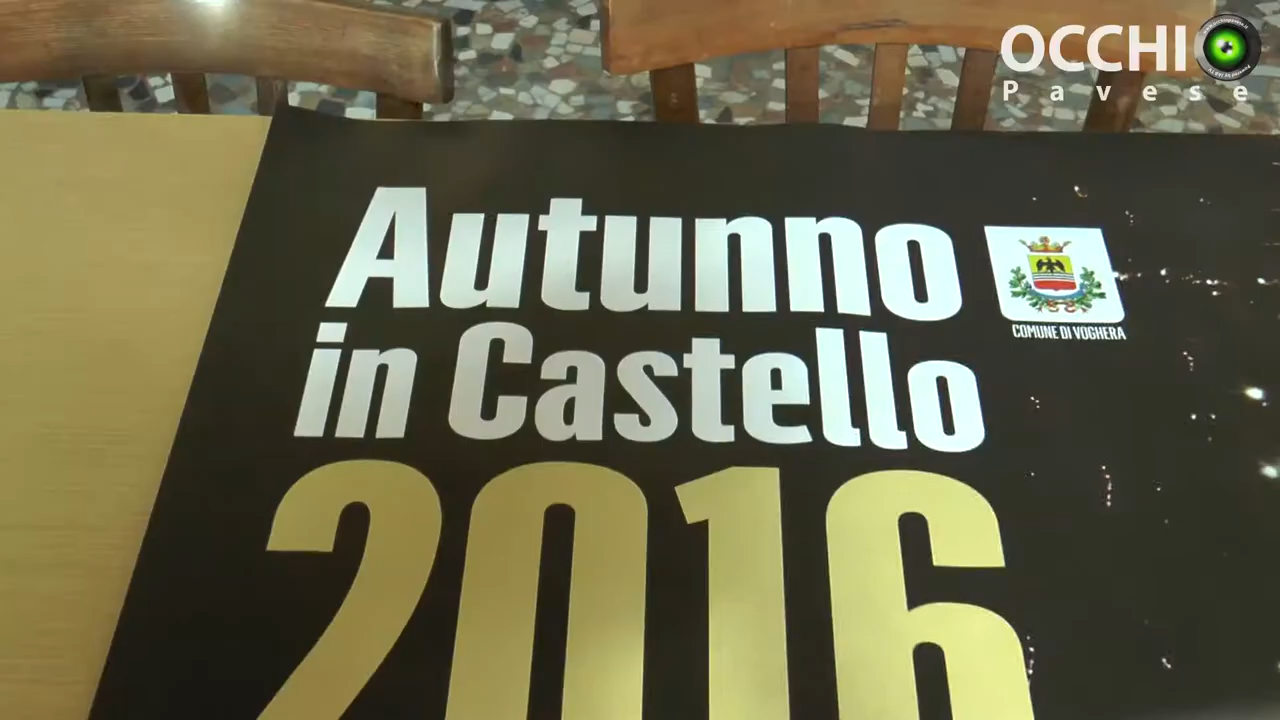 OCCHIO
Pavese
Autunno
in Castello
2016
COMUNE DI VOGHERA